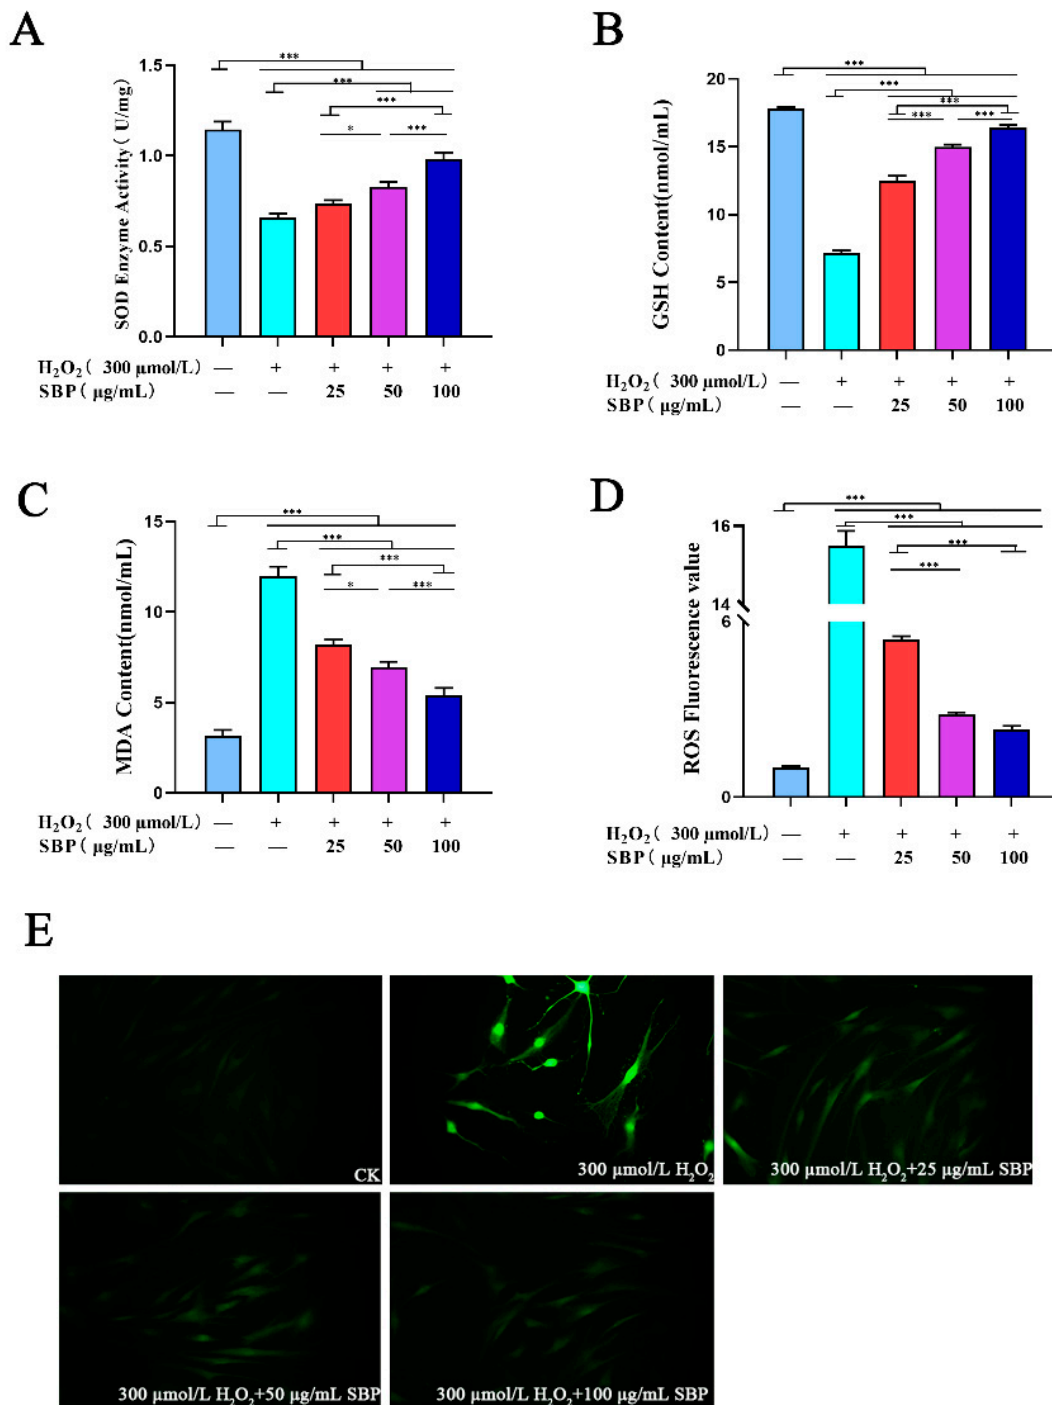 A
SOD Enzyme Activity( U/mg)
1.5
1.0
0.5
0.0
***
***
***
*
***
H₂O₂( 300 μmol/L) — + + + +
SBP( μg/mL) — — 25 50 100
B
GSH Content(nmol/mL)
20
15
10
5
0
***
***
***
***
***
H₂O₂( 300 μmol/L) — + + + +
SBP( μg/mL) — — 25 50 100
C
MDA Content(nmol/mL)
15
10
5
0
***
***
***
*
***
H₂O₂( 300 μmol/L) — + + + +
SBP( μg/mL) — — 25 50 100
D
ROS Fluorescence value
16
14
6
0
***
***
***
***
H₂O₂( 300 μmol/L) — + + + +
SBP( μg/mL) — — 25 50 100
E
CK
300 μmol/L H₂O₂
300 μmol/L H₂O₂+25 μg/mL SBP
300 μmol/L H₂O₂+50 μg/mL SBP
300 μmol/L H₂O₂+100 μg/mL SBP